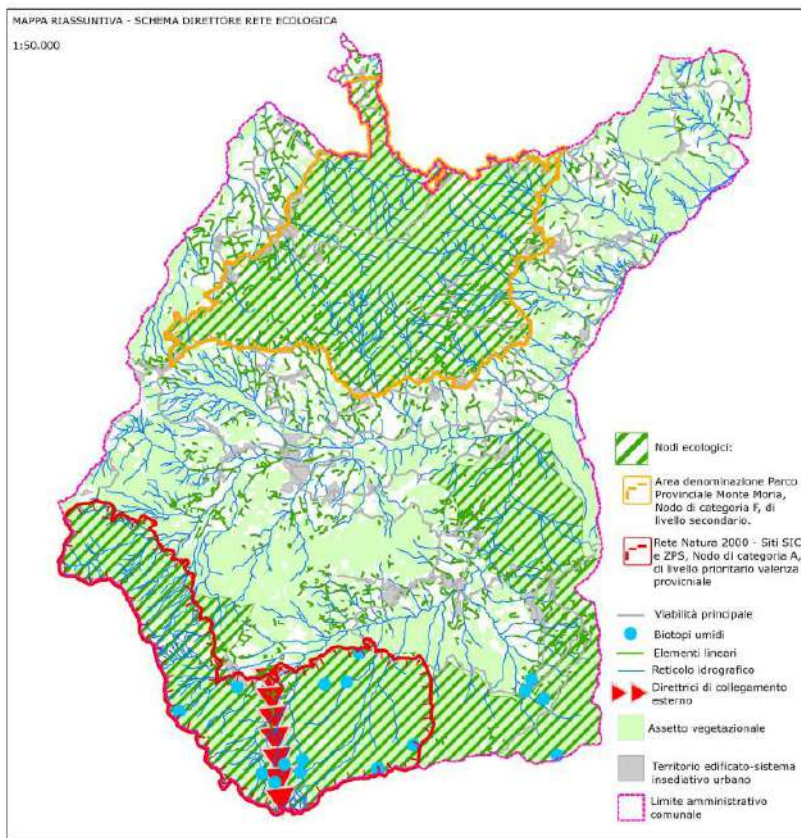 MAPPA RIASSUNTIVA - SCHEMA DIRETTORE RETE ECOLOGICA
1:50.000
Nodi ecologici:
Area denominazione Parco
Provinciale Monte Moria,
Nodo di categoria F, di
livello secondario.
Rete Natura 2000 - Siti SIC
e ZPS, Nodo di categoria A,
di livello prioritario valenza
provicniale
Viabilità principale
Biotopi umidi
Elementi lineari
Reticolo idrografico
Direttrici di collegamento
esterno
Assetto vegetazionale
Territorio edificato-sistema
insediativo urbano
Limite amministrativo
comunale